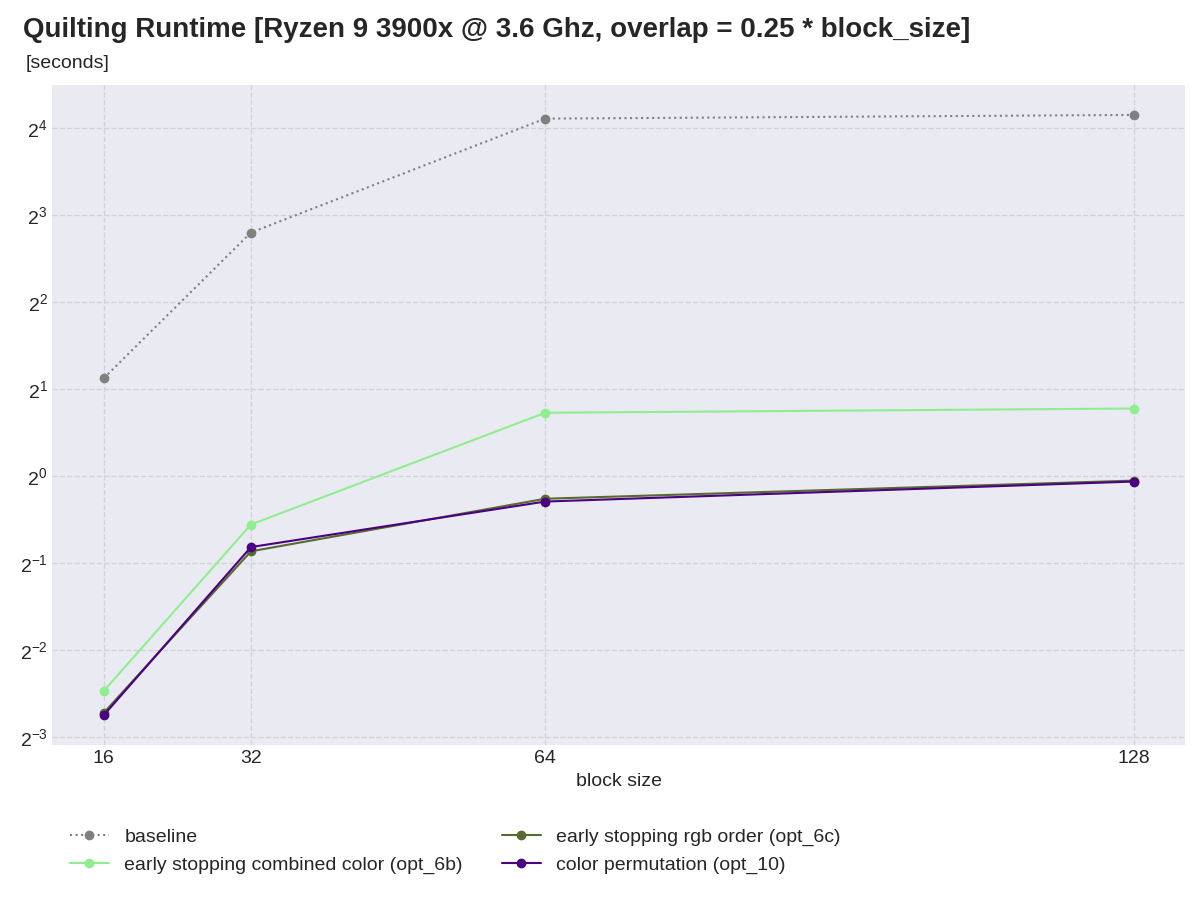 Quilting Runtime [Ryzen 9 3900x @ 3.6 Ghz, overlap = 0.25 * block_size]
[seconds]
2⁴
2³
2²
2¹
2⁰
2⁻¹
2⁻²
2⁻³
16 32 64 128
block size
baseline
early stopping combined color (opt_6b)
early stopping rgb order (opt_6c)
color permutation (opt_10)